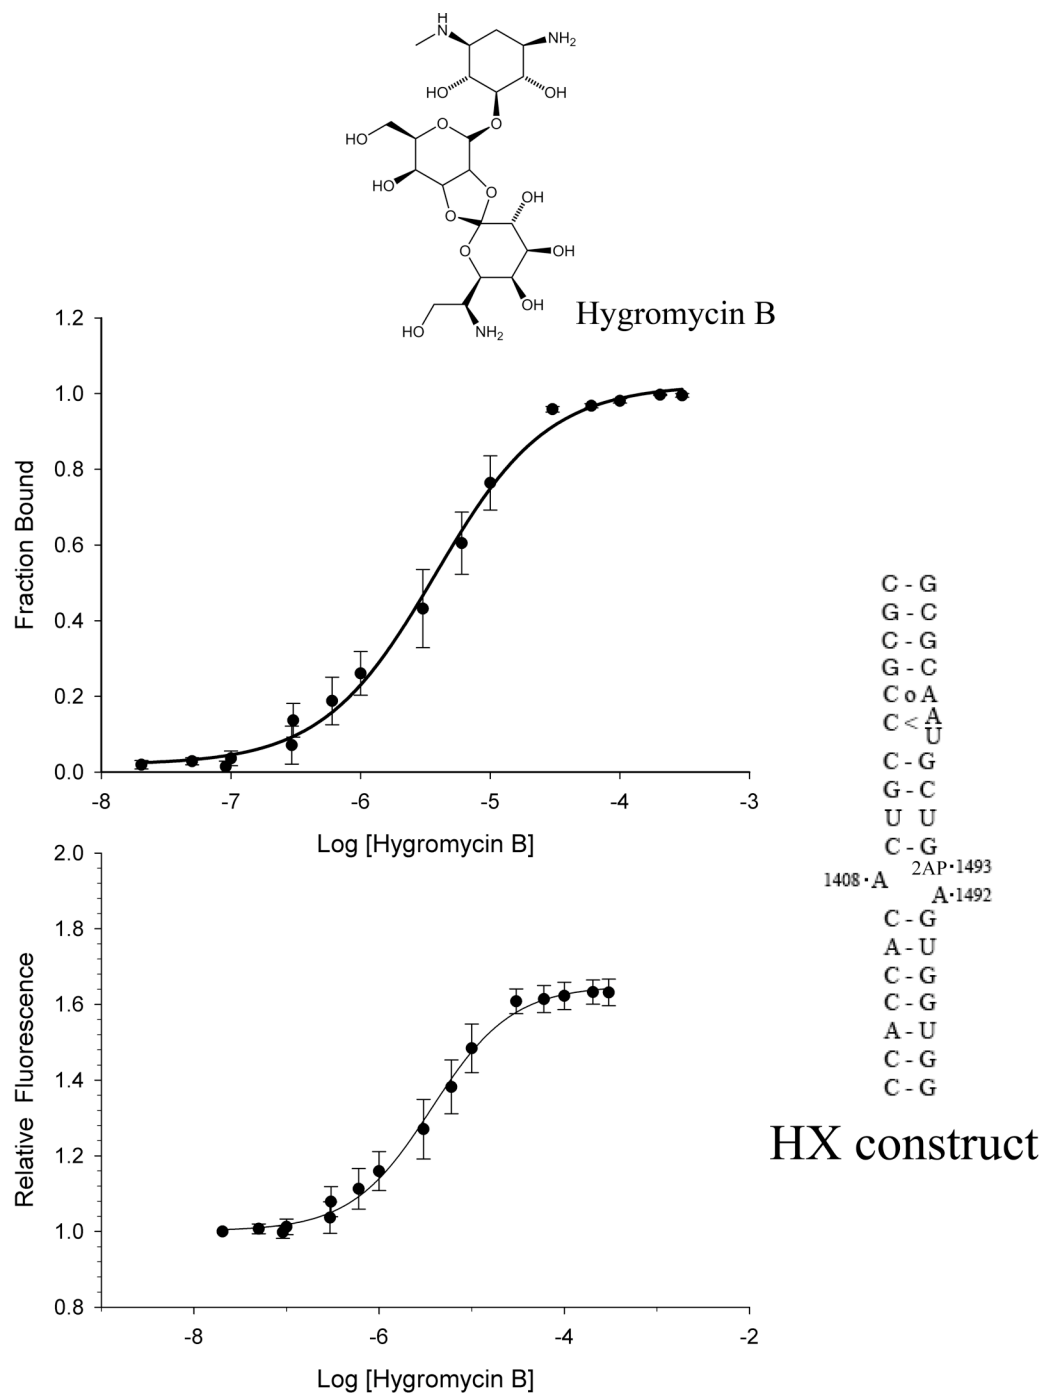 H
N
NH₂
HO
OH
O
O
HO
HO
O
O
OH
O
OH
OH
HO
NH₂
Hygromycin B
1.2
1.0
0.8
0.6
0.4
0.2
0.0
Fraction Bound
-8 -7 -6 -5 -4 -3
Log [Hygromycin B]
2.0
1.8
1.6
1.4
1.2
1.0
0.8
Relative Fluorescence
-8 -6 -4 -2
Log [Hygromycin B]
C - G
G - C
C - G
G - C
C o A
C < A
U
C - G
G - C
U U
C - G
2AP·1493
1408·A
A·1492
C - G
A - U
C - G
C - G
A - U
C - G
C - G
HX construct